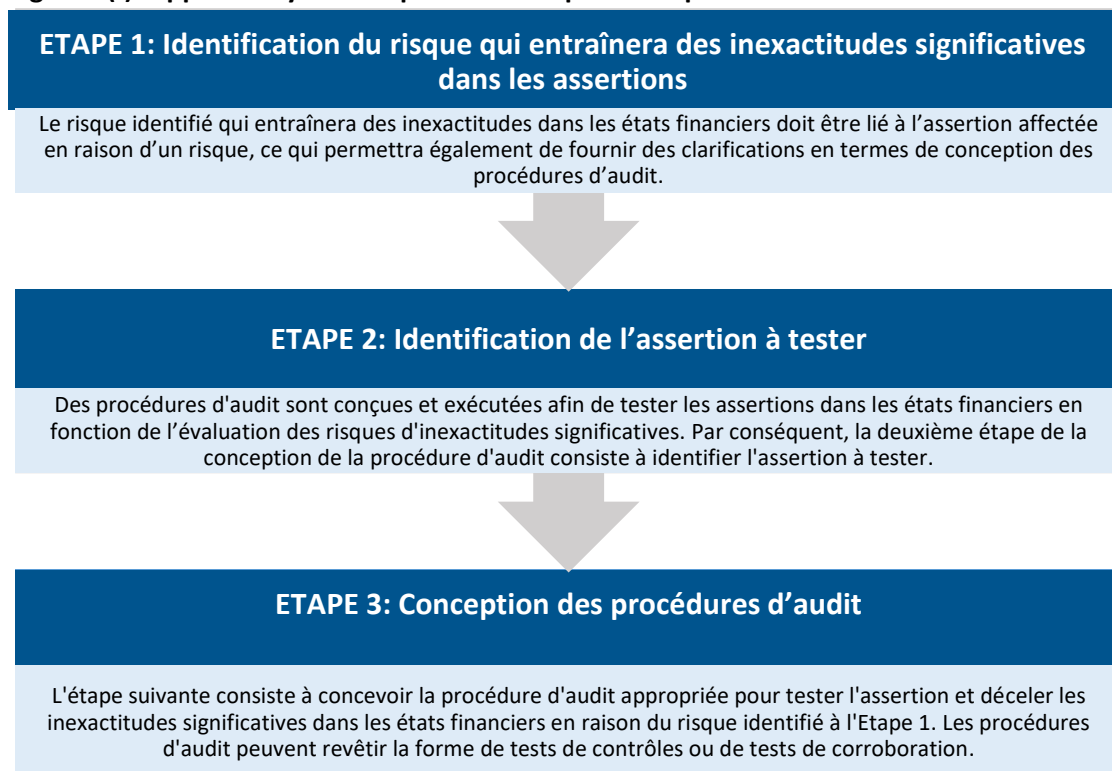 ETAPE 1: Identification du risque qui entraînera des inexactitudes significatives
dans les assertions
Le risque identifié qui entraînera des inexactitudes dans les états financiers doit être lié à l’assertion affectée
en raison d’un risque, ce qui permettra également de fournir des clarifications en termes de conception des
procédures d’audit.
ETAPE 2: Identification de l’assertion à tester
Des procédures d'audit sont conçues et exécutées afin de tester les assertions dans les états financiers en
fonction de l’évaluation des risques d'inexactitudes significatives. Par conséquent, la deuxième étape de la
conception de la procédure d'audit consiste à identifier l'assertion à tester.
ETAPE 3: Conception des procédures d’audit
L'étape suivante consiste à concevoir la procédure d'audit appropriée pour tester l'assertion et déceler les
inexactitudes significatives dans les états financiers en raison du risque identifié à l'Etape 1. Les procédures
d'audit peuvent revêtir la forme de tests de contrôles ou de tests de corroboration.